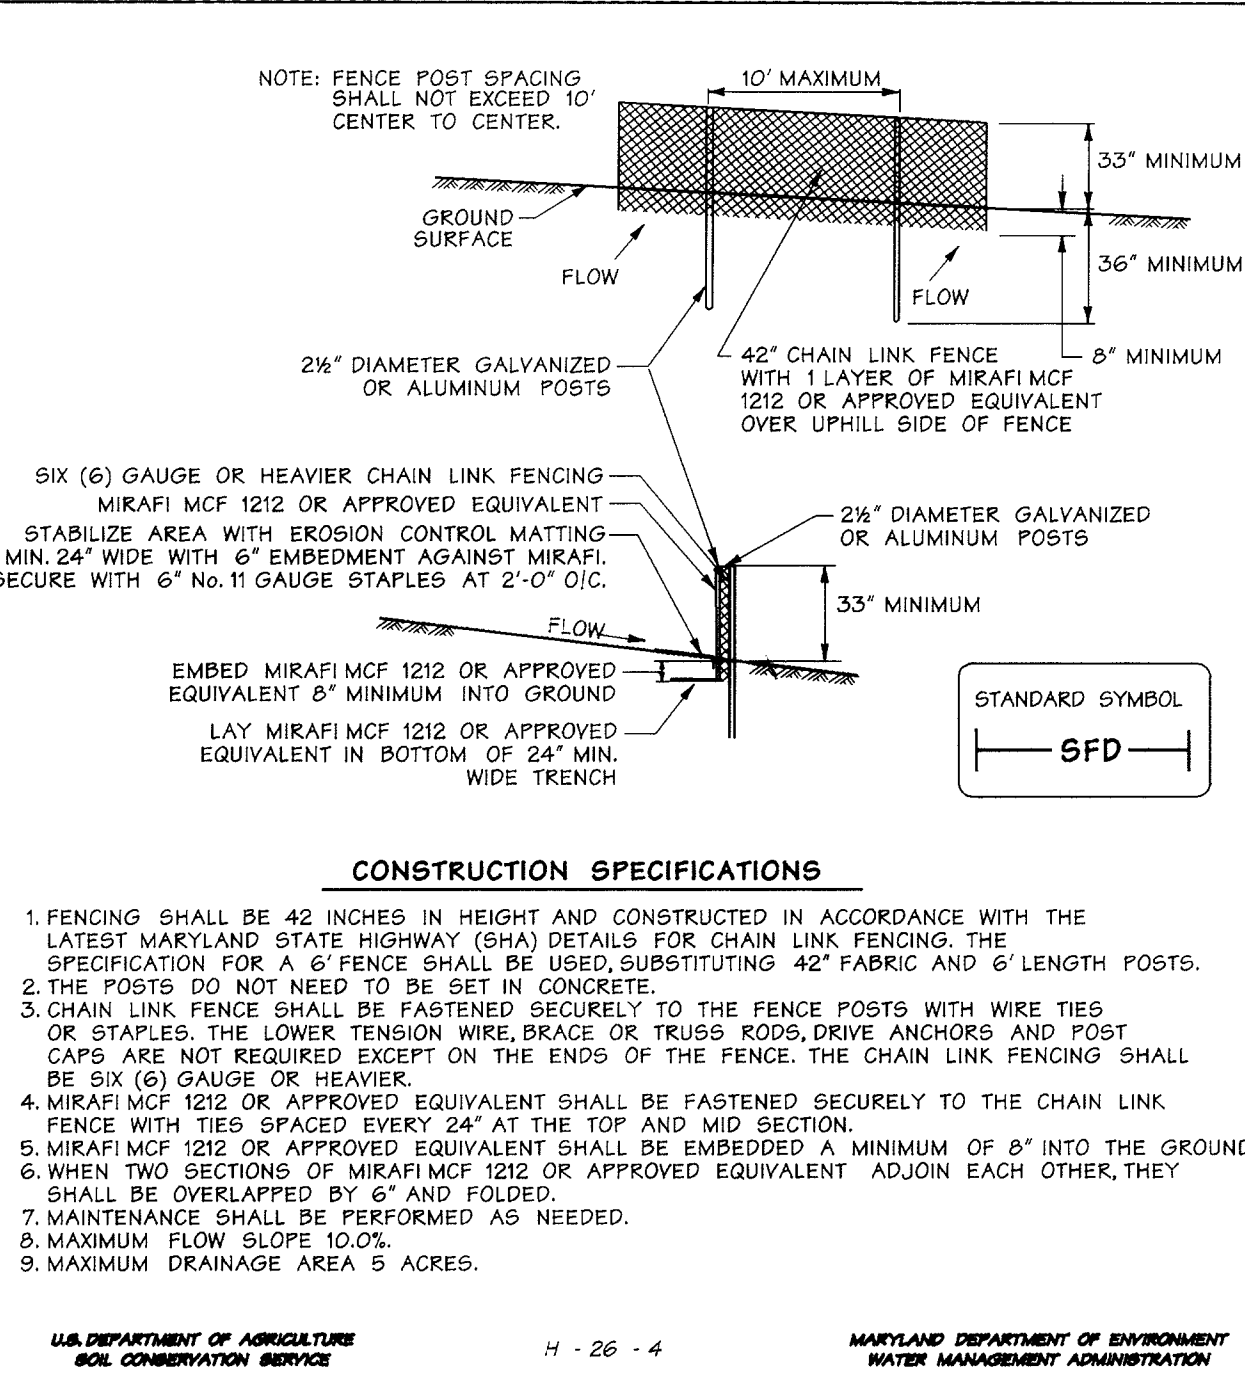 NOTE: FENCE POST SPACING
SHALL NOT EXCEED 10'
CENTER TO CENTER.
10' MAXIMUM
33" MINIMUM
GROUND
SURFACE
FLOW
FLOW
36" MINIMUM
2½" DIAMETER GALVANIZED
OR ALUMINUM POSTS
42" CHAIN LINK FENCE
WITH 1 LAYER OF MIRAFI MCF
1212 OR APPROVED EQUIVALENT
OVER UPHILL SIDE OF FENCE
8" MINIMUM
SIX (6) GAUGE OR HEAVIER CHAIN LINK FENCING
MIRAFI MCF 1212 OR APPROVED EQUIVALENT
STABILIZE AREA WITH EROSION CONTROL MATTING
MIN. 24" WIDE WITH 6" EMBEDMENT AGAINST MIRAFI.
SECURE WITH 6" No. 11 GAUGE STAPLES AT 2'-0" O/C.
2½" DIAMETER GALVANIZED
OR ALUMINUM POSTS
33" MINIMUM
FLOW
EMBED MIRAFI MCF 1212 OR APPROVED
EQUIVALENT 8" MINIMUM INTO GROUND
LAY MIRAFI MCF 1212 OR APPROVED
EQUIVALENT IN BOTTOM OF 24" MIN.
WIDE TRENCH
STANDARD SYMBOL
SFD
CONSTRUCTION SPECIFICATIONS
1. FENCING SHALL BE 42 INCHES IN HEIGHT AND CONSTRUCTED IN ACCORDANCE WITH THE
LATEST MARYLAND STATE HIGHWAY (SHA) DETAILS FOR CHAIN LINK FENCING. THE
SPECIFICATION FOR A 6' FENCE SHALL BE USED, SUBSTITUTING 42" FABRIC AND 6' LENGTH POSTS.
2. THE POSTS DO NOT NEED TO BE SET IN CONCRETE.
3. CHAIN LINK FENCE SHALL BE FASTENED SECURELY TO THE FENCE POSTS WITH WIRE TIES
OR STAPLES. THE LOWER TENSION WIRE, BRACE OR TRUSS RODS, DRIVE ANCHORS AND POST
CAPS ARE NOT REQUIRED EXCEPT ON THE ENDS OF THE FENCE. THE CHAIN LINK FENCING SHALL
BE SIX (6) GAUGE OR HEAVIER.
4. MIRAFI MCF 1212 OR APPROVED EQUIVALENT SHALL BE FASTENED SECURELY TO THE CHAIN LINK
FENCE WITH TIES SPACED EVERY 24" AT THE TOP AND MID SECTION.
5. MIRAFI MCF 1212 OR APPROVED EQUIVALENT SHALL BE EMBEDDED A MINIMUM OF 8" INTO THE GROUND
6. WHEN TWO SECTIONS OF MIRAFI MCF 1212 OR APPROVED EQUIVALENT ADJOIN EACH OTHER, THEY
SHALL BE OVERLAPPED BY 6" AND FOLDED.
7. MAINTENANCE SHALL BE PERFORMED AS NEEDED.
8. MAXIMUM FLOW SLOPE 10.0%.
9. MAXIMUM DRAINAGE AREA 5 ACRES.
U.S. DEPARTMENT OF AGRICULTURE
SOIL CONSERVATION SERVICE
H - 26 - 4
MARYLAND DEPARTMENT OF ENVIRONMENT
WATER MANAGEMENT ADMINISTRATION